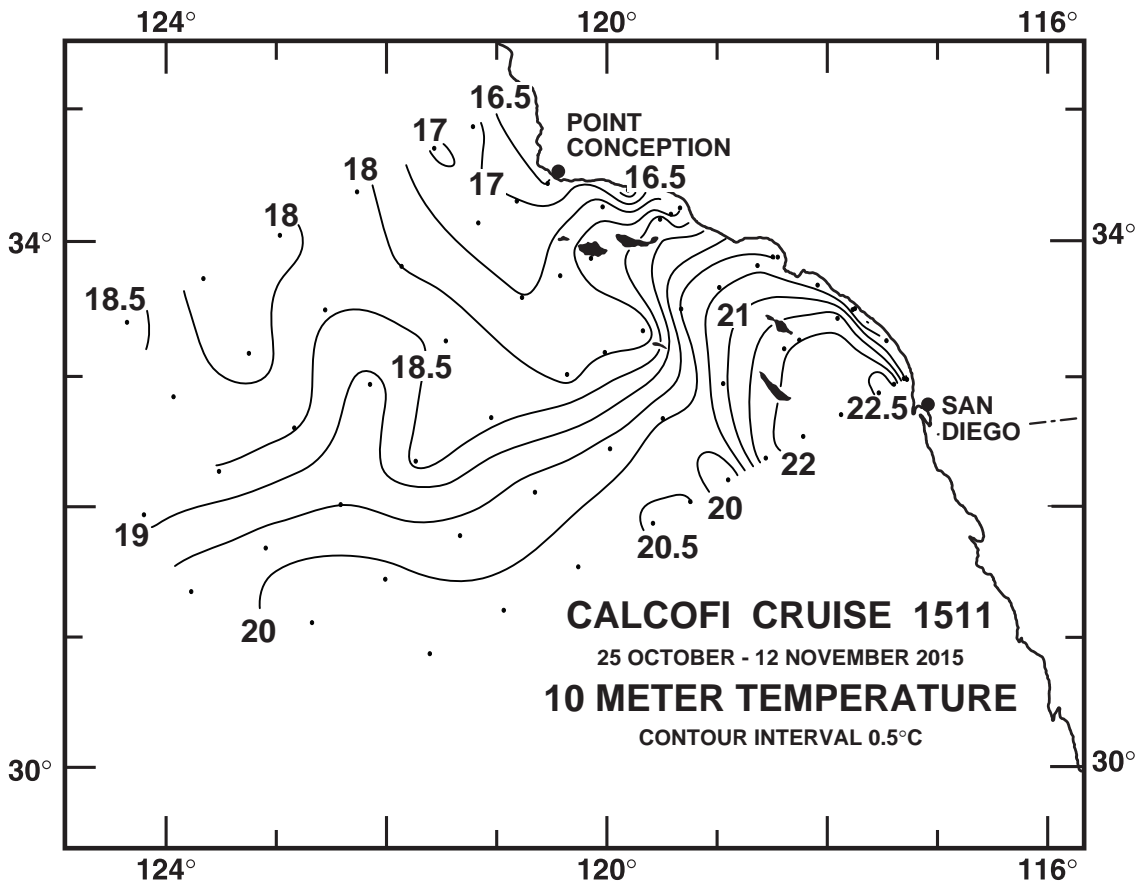 124° 120° 116°
16.5
POINT
CONCEPTION
17
18
17
16.5
18
34° 34°
18.5
21
18.5
22.5
SAN
DIEGO
22
20
19
20.5
20
CALCOFI CRUISE 1511
25 OCTOBER - 12 NOVEMBER 2015
10 METER TEMPERATURE
CONTOUR INTERVAL 0.5°C
30° 30°
124° 120° 116°